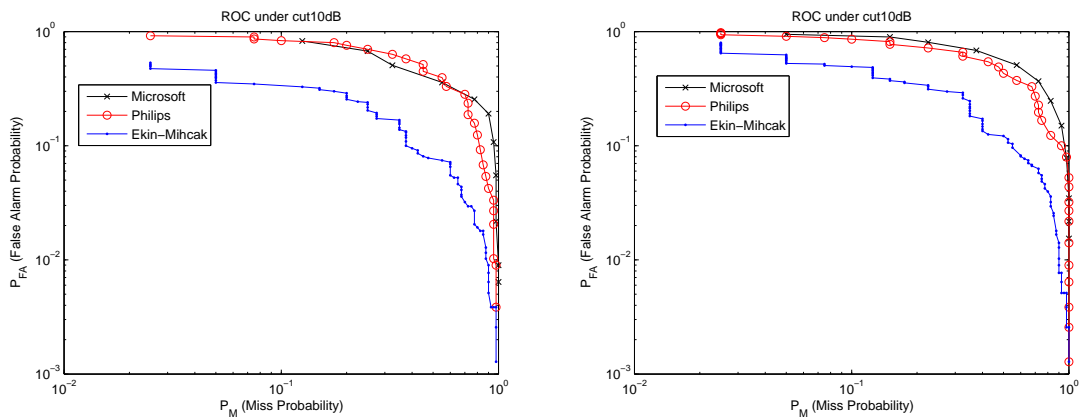 ROC under cut10dB
10^0
10^-1
10^-2
10^-3
P_FA (False Alarm Probability)
Microsoft
Philips
Ekin-Mihcak
10^-2
10^-1
10^0
P_M (Miss Probability)
ROC under cut10dB
10^0
10^-1
10^-2
10^-3
P_FA (False Alarm Probability)
Microsoft
Philips
Ekin-Mihcak
10^-2
10^-1
10^0
P_M (Miss Probability)